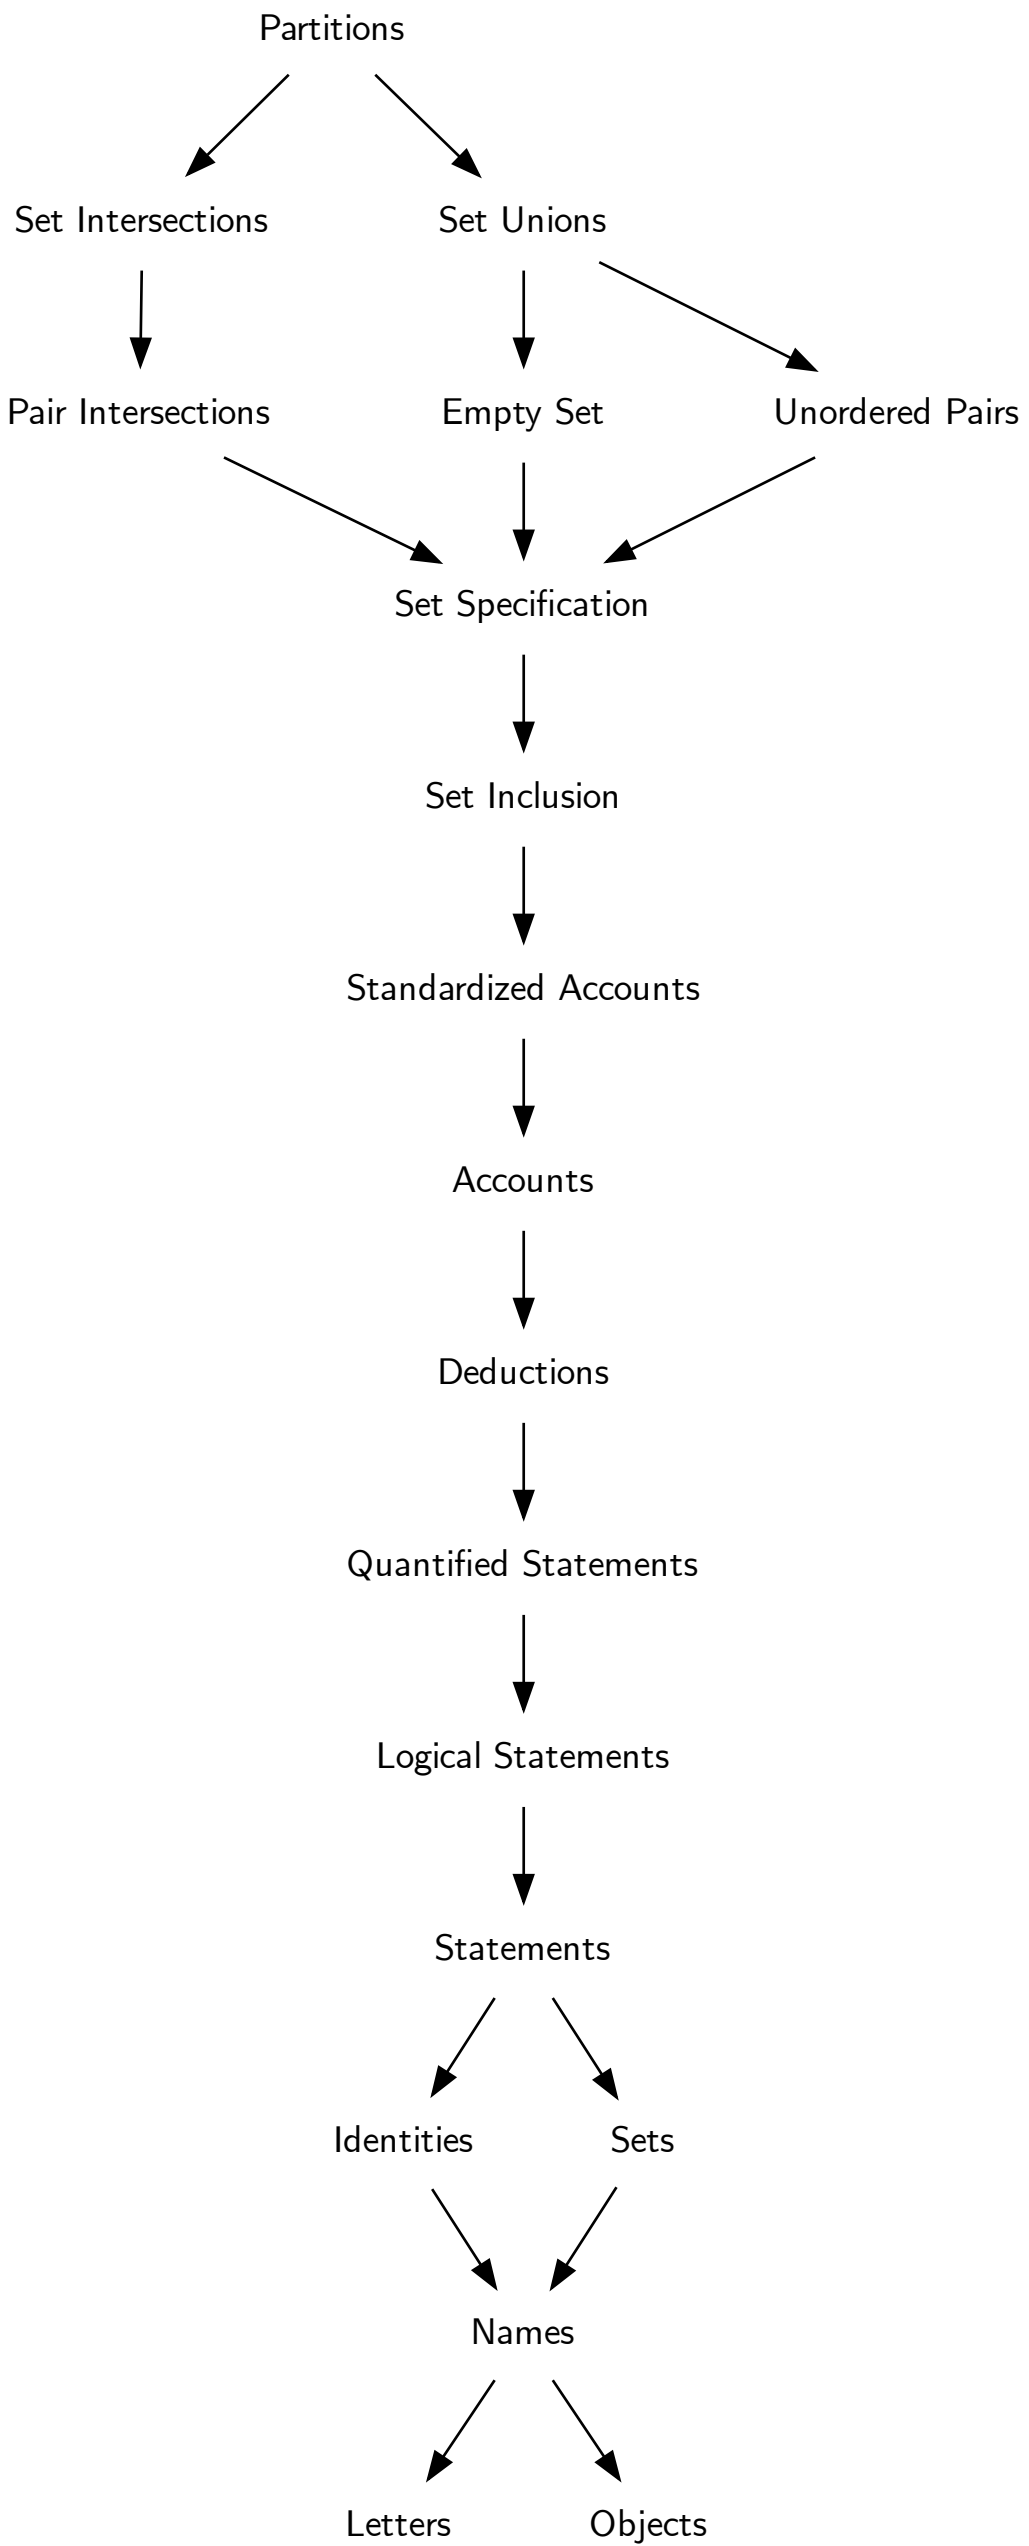 Partitions
Set Intersections
Set Unions
Pair Intersections
Empty Set
Unordered Pairs
Set Specification
Set Inclusion
Standardized Accounts
Accounts
Deductions
Quantified Statements
Logical Statements
Statements
Identities
Sets
Names
Letters
Objects